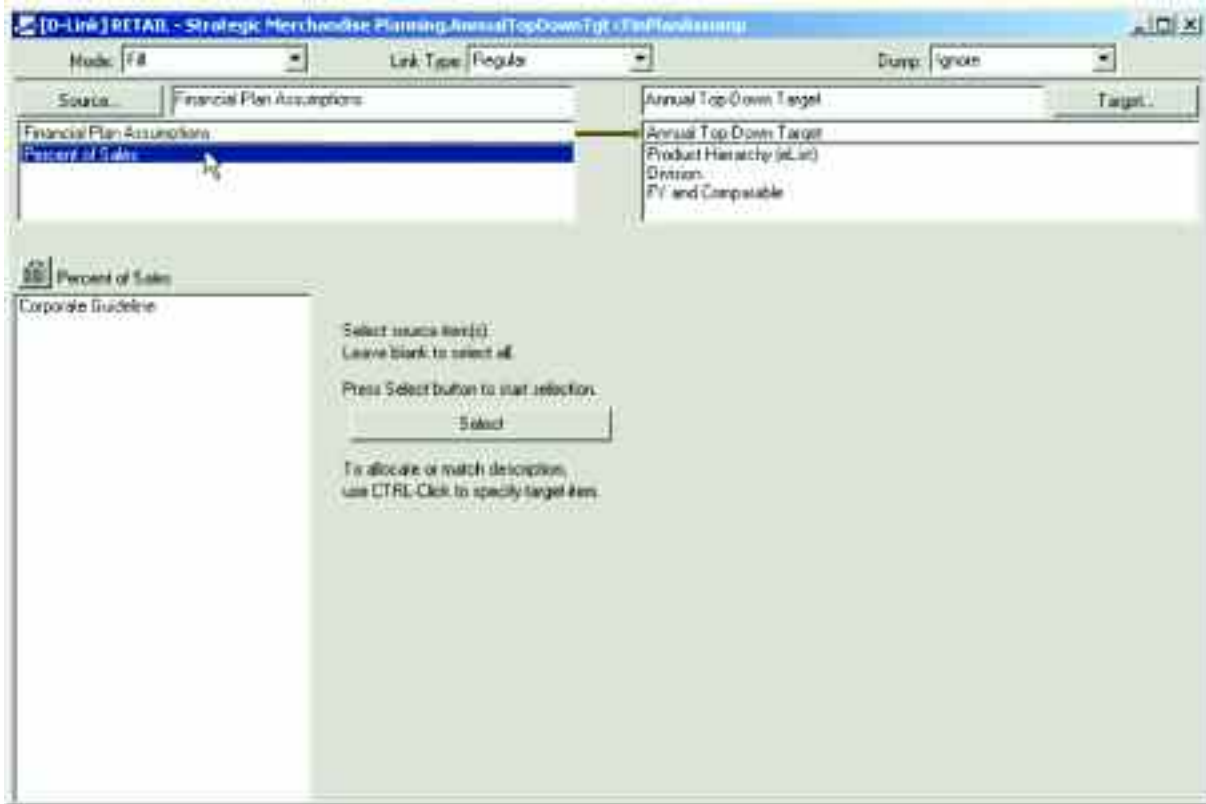 [D-Link] RETAIL - Strategic Merchandise Planning.AnnualTopDownTgt <FinPlanAssump
Mode: Fill
Link Type: Regular
Dump: Ignore
Source... Financial Plan Assumptions
Annual Top Down Target Target...
Financial Plan Assumptions
Percent of Sales
Annual Top Down Target
Product Hierarchy (eList)
Division
FY and Comparable
Percent of Sales
Corporate Guideline
Select source item(s)
Leave blank to select all.
Press Select button to start selection.
Select
To allocate or match description,
use CTRL-Click to specify target item.